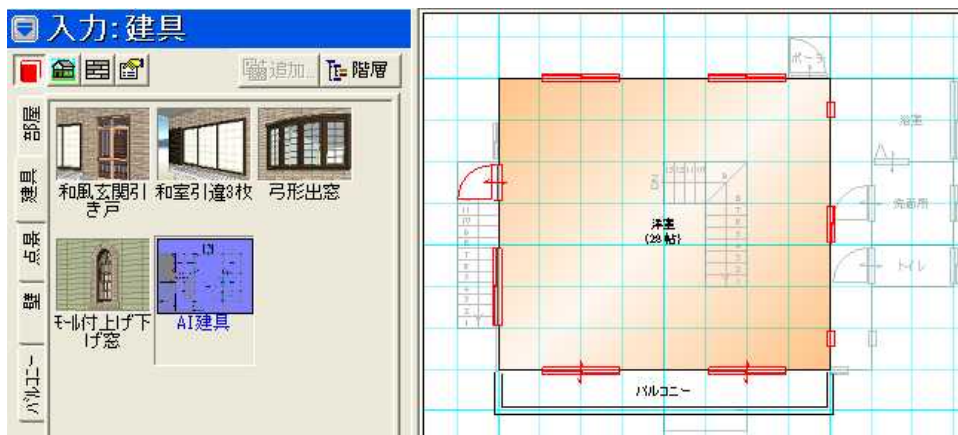 入力:建具
追加...
階層
部屋
建具
点景
壁
バルコニー
和風玄関引
き戸
和室引違3枚
弓形出窓
モール付上げ下
げ窓
AI建具
ポーチ
浴室
洗面所
トイレ
DN
洋室
(28帖)
バルコニー